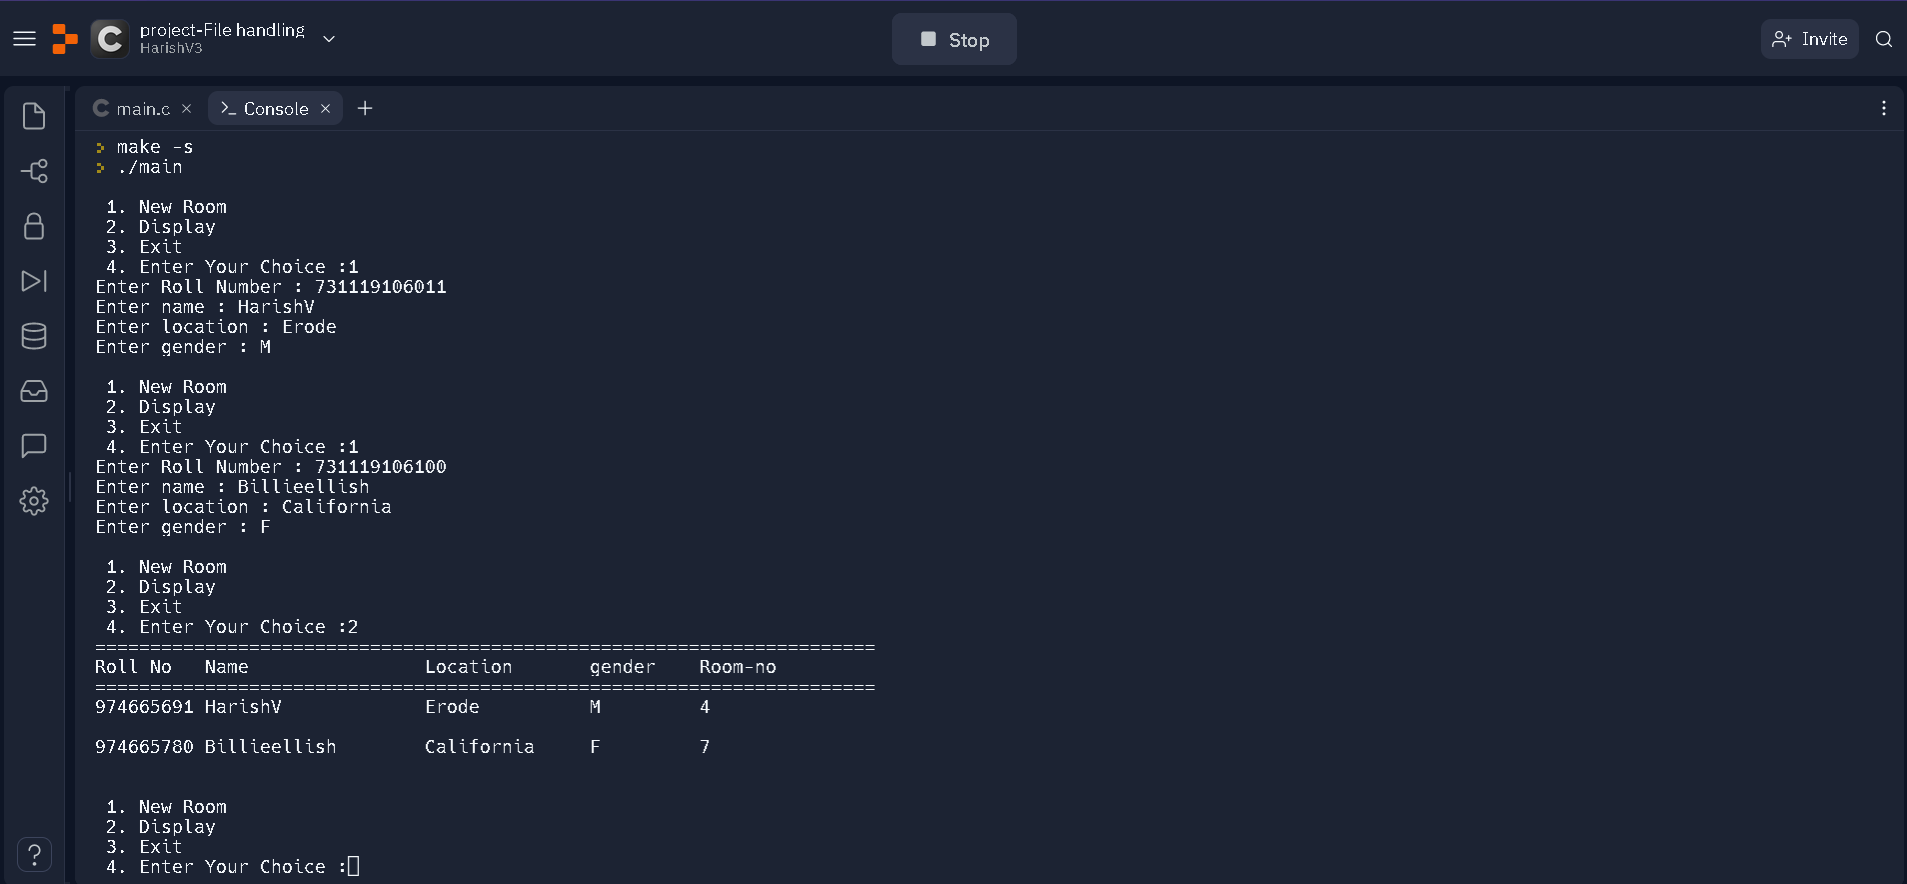 project-File handling
HarishV3
Stop
Invite
main.c
Console
make -s
./main
1. New Room
2. Display
3. Exit
4. Enter Your Choice :1
Enter Roll Number : 731119106011
Enter name : HarishV
Enter location : Erode
Enter gender : M
1. New Room
2. Display
3. Exit
4. Enter Your Choice :1
Enter Roll Number : 731119106100
Enter name : Billieellish
Enter location : California
Enter gender : F
1. New Room
2. Display
3. Exit
4. Enter Your Choice :2
=======================================================================
Roll No Name Location gender Room-no
=======================================================================
974665691 HarishV Erode M 4
974665780 Billieellish California F 7
1. New Room
2. Display
3. Exit
4. Enter Your Choice :